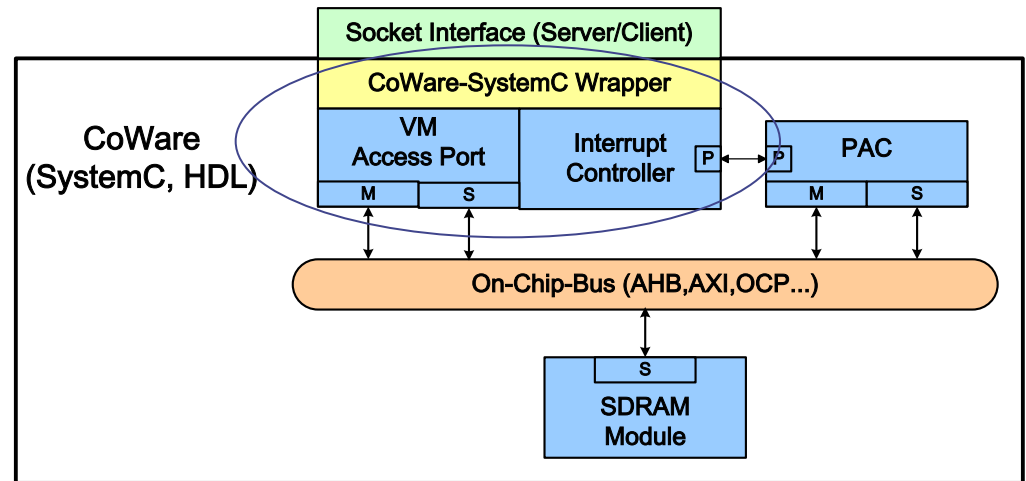 Socket Interface (Server/Client)
CoWare-SystemC Wrapper
CoWare
(SystemC, HDL)
VM
Access Port
M
S
Interrupt
Controller
P
P
PAC
M
S
On-Chip-Bus (AHB,AXI,OCP...)
S
SDRAM
Module